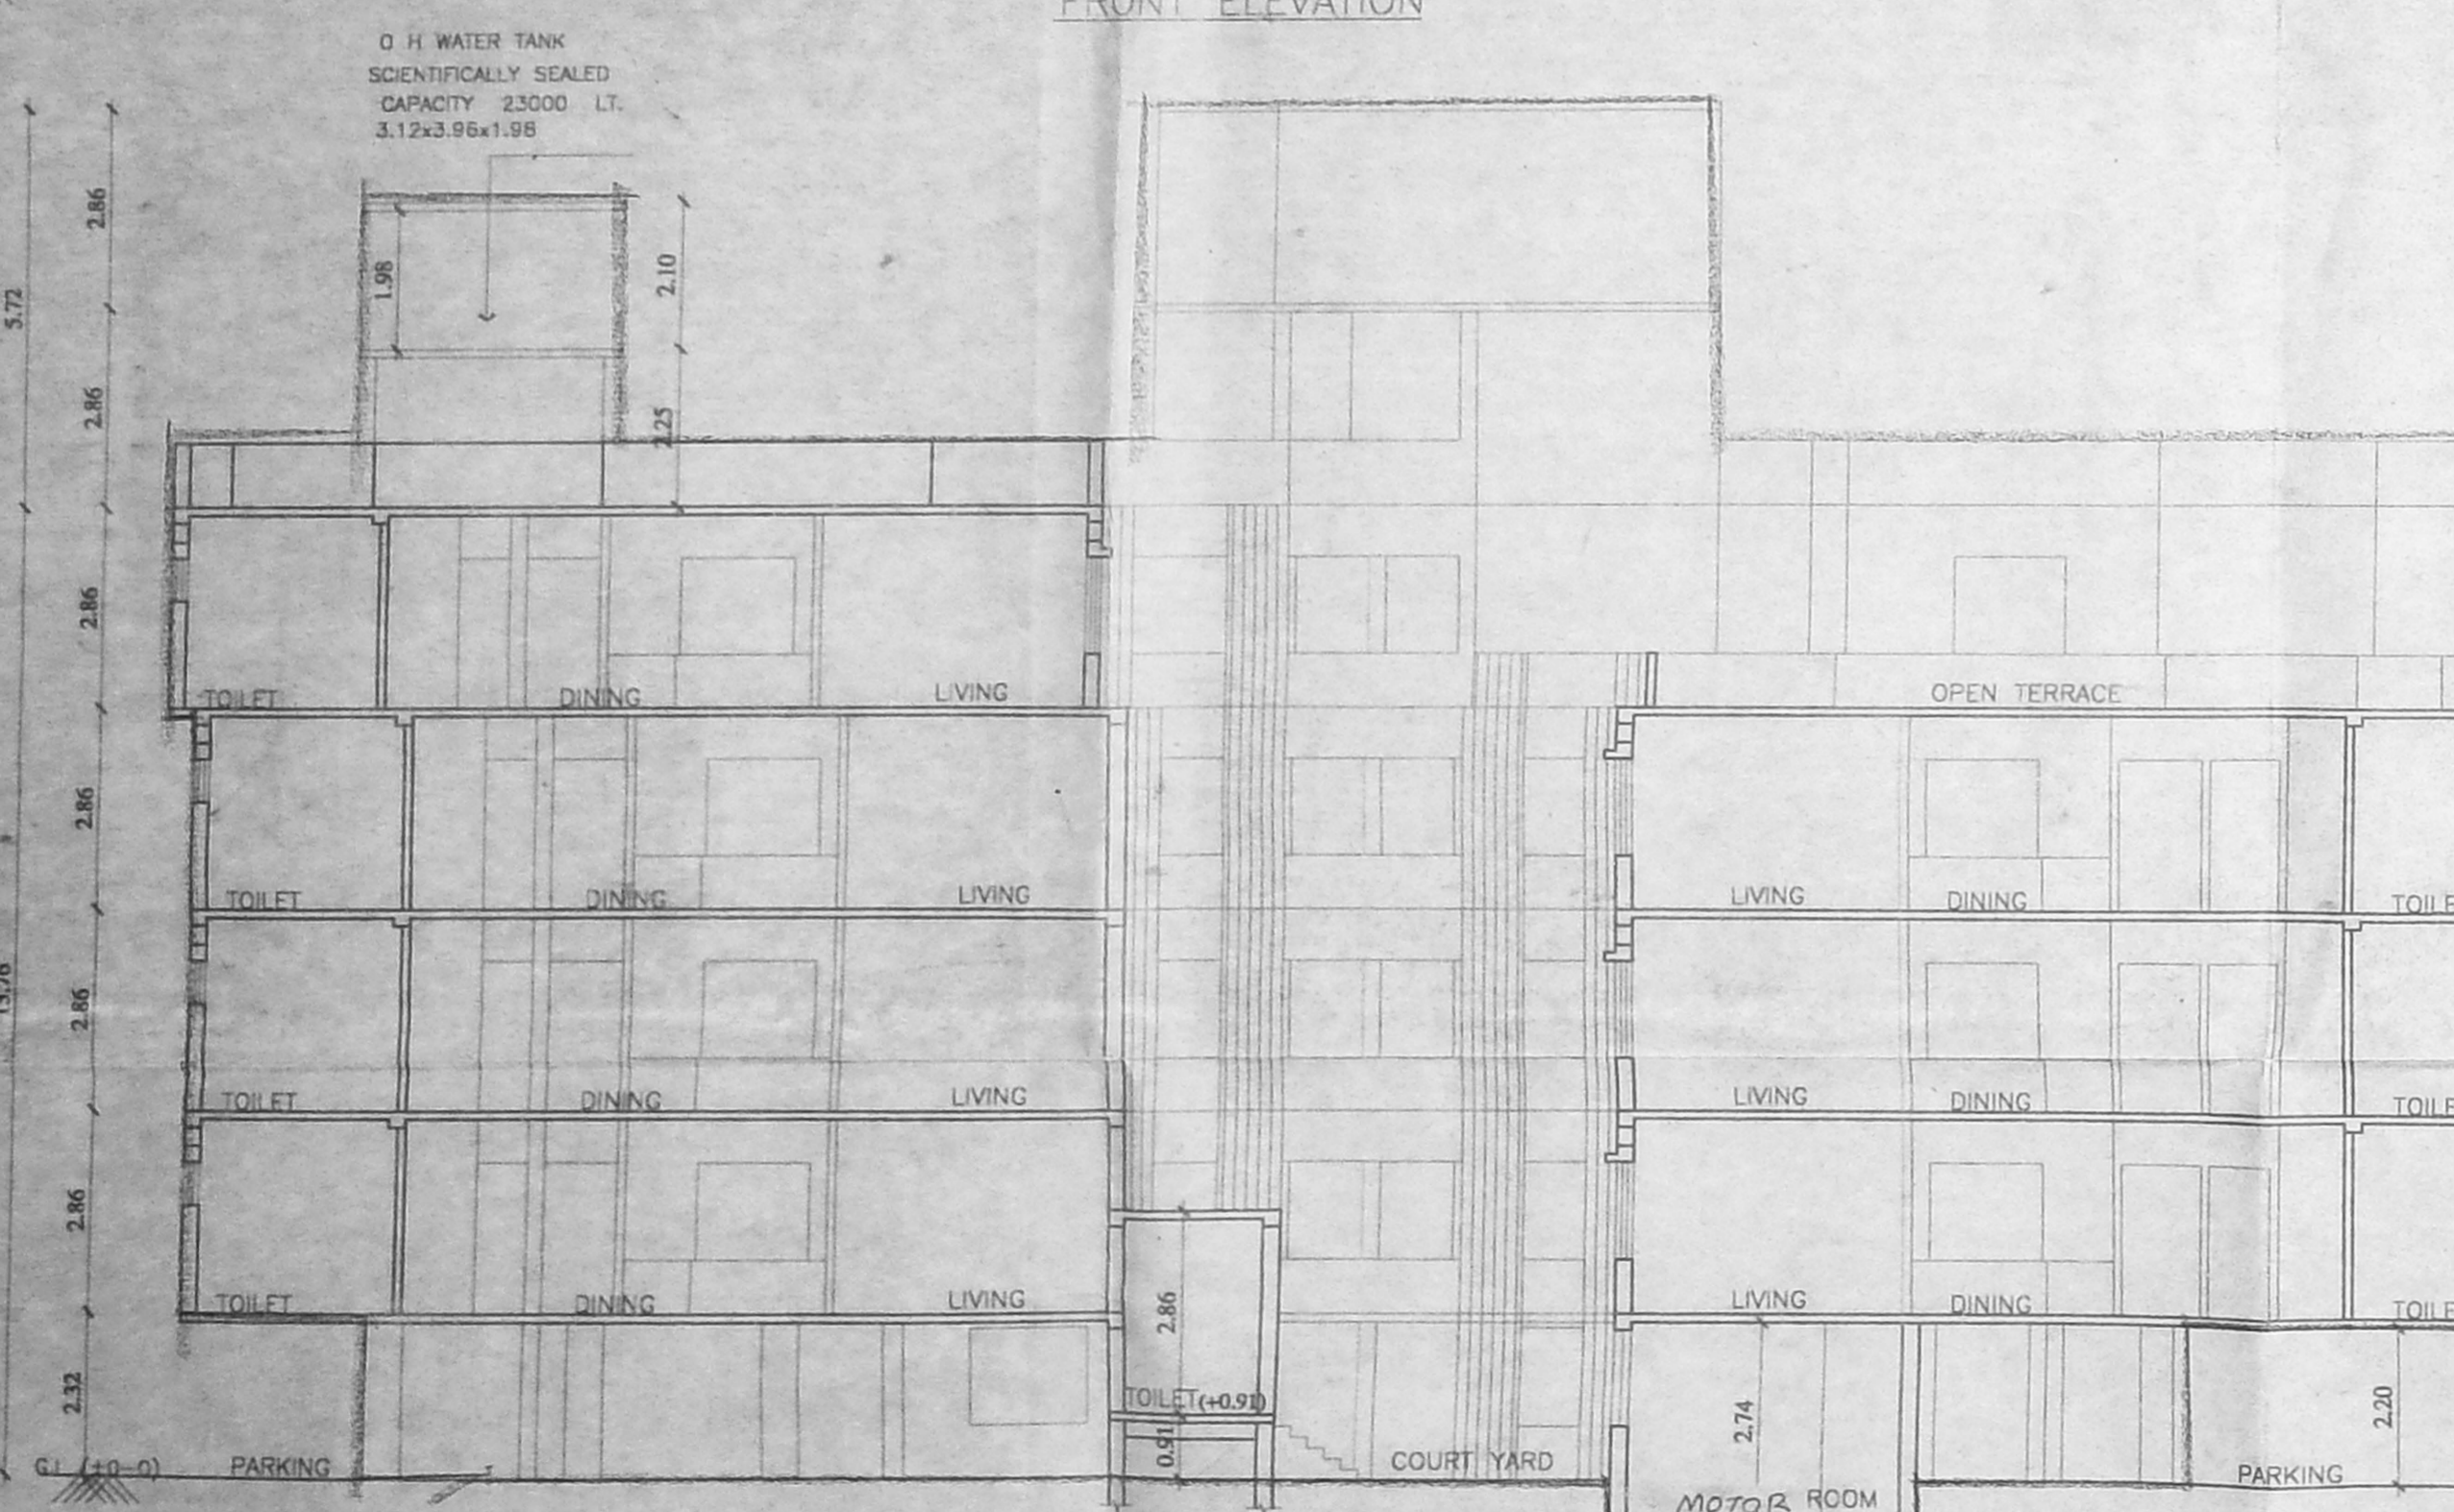 FRONT ELEVATION
O H WATER TANK
SCIENTIFICALLY SEALED
CAPACITY 23000 LT.
3.12x3.96x1.98
2.86
1.98
2.10
5.72
2.86
2.25
2.86
TOILET DINING LIVING OPEN TERRACE
2.86
TOILET DINING LIVING LIVING DINING TOILE
2.86
TOILET DINING LIVING LIVING DINING TOILE
2.86
TOILET DINING LIVING LIVING DINING TOILE
2.86
2.32
TOILET(+0.91)
2.74
2.20
0.91
G.L (±0-0) PARKING COURT YARD PARKING
MOTOR ROOM